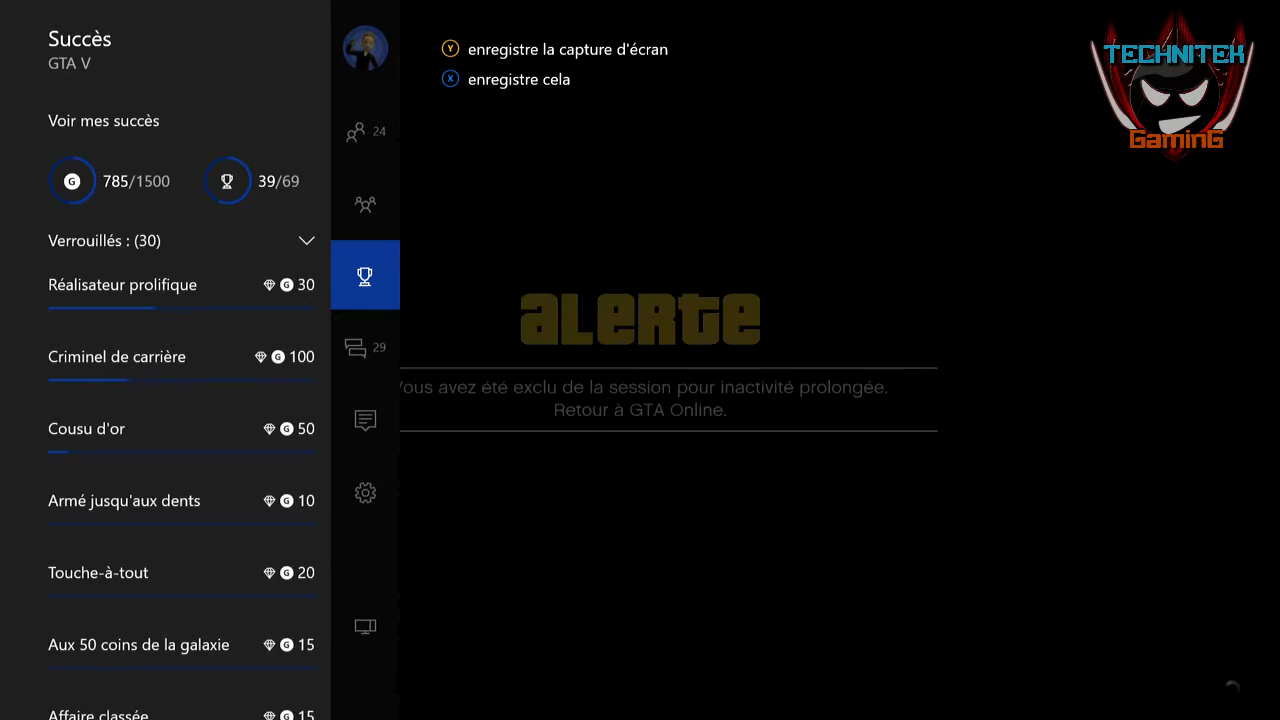 Succès
GTA V
Voir mes succès
G 785/1500 39/69
Verrouillés : (30)
Réalisateur prolifique G 30
Criminel de carrière G 100
Cousu d'or G 50
Armé jusqu'aux dents G 10
Touche-à-tout G 20
Aux 50 coins de la galaxie G 15
Affaire classée G 15
24
29
Y enregistre la capture d'écran
X enregistre cela
TECHNITEK
GaminG
ALERTE
Vous avez été exclu de la session pour inactivité prolongée.
Retour à GTA Online.